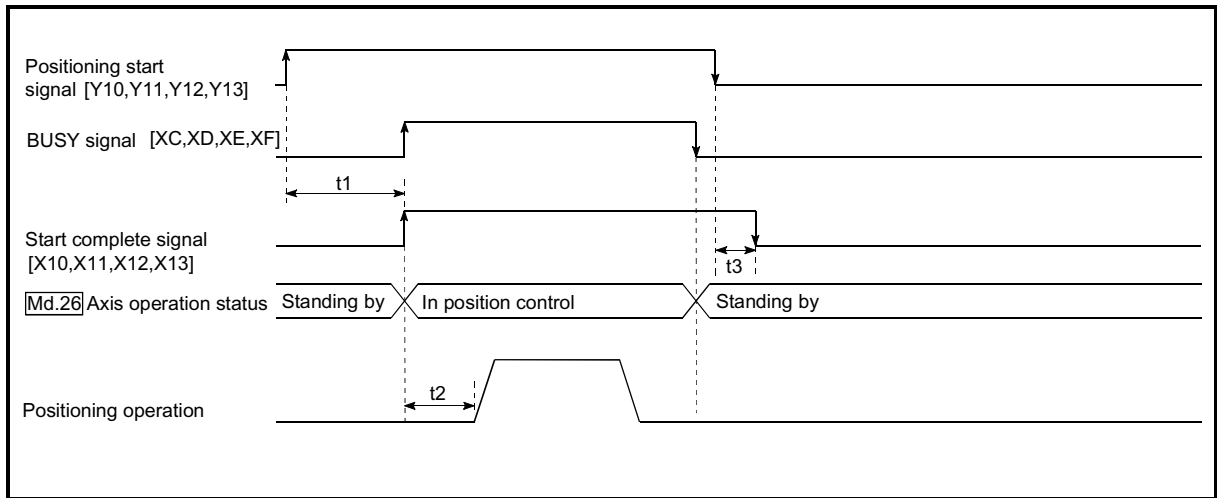 Positioning start
signal [Y10,Y11,Y12,Y13]
BUSY signal [XC,XD,XE,XF]
t1
Start complete signal
[X10,X11,X12,X13]
t3
Md.26 Axis operation status Standing by In position control Standing by
t2
Positioning operation